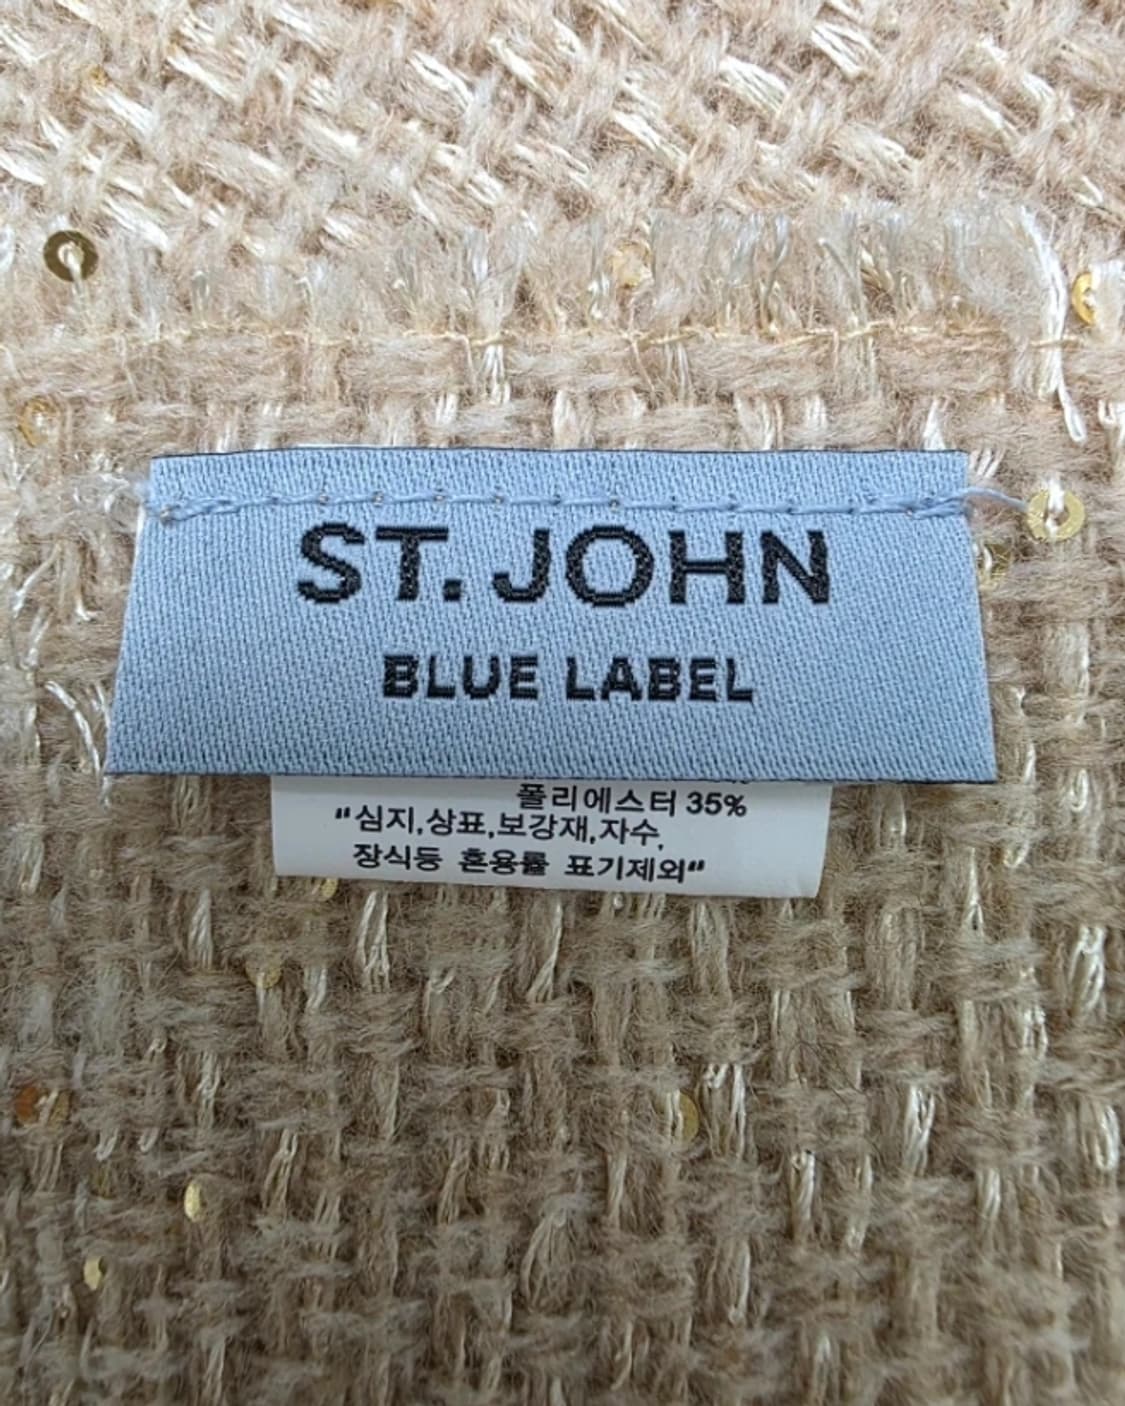 ST. JOHN
BLUE LABEL
폴리에스터 35%
"심지,상표,보강재,자수,
장식등 혼용률 표기제외"